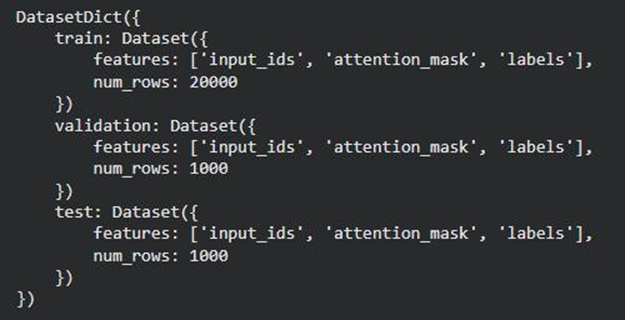 DatasetDict({
    train: Dataset({
        features: ['input_ids', 'attention_mask', 'labels'],
        num_rows: 20000
    })
    validation: Dataset({
        features: ['input_ids', 'attention_mask', 'labels'],
        num_rows: 1000
    })
    test: Dataset({
        features: ['input_ids', 'attention_mask', 'labels'],
        num_rows: 1000
    })
})